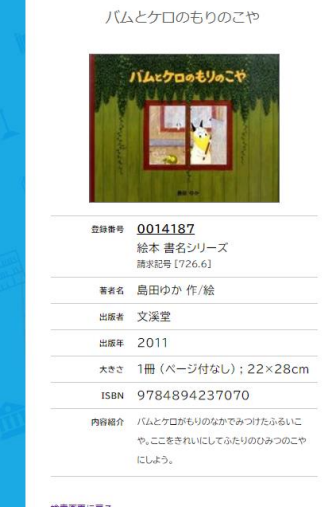 バムとケロのもりのこや
バムとケロのもりのこや
島田ゆか
登録番号 0014187
絵本 書名シリーズ
請求記号 [726.6]
著者名 島田ゆか 作/絵
出版者 文溪堂
出版年 2011
大きさ 1冊 (ページ付なし) ; 22×28cm
ISBN 9784894237070
内容紹介 バムとケロがもりのなかでみつけたふるいこ
や。ここをきれいにしてふたりのひみつのこや
にしよう。